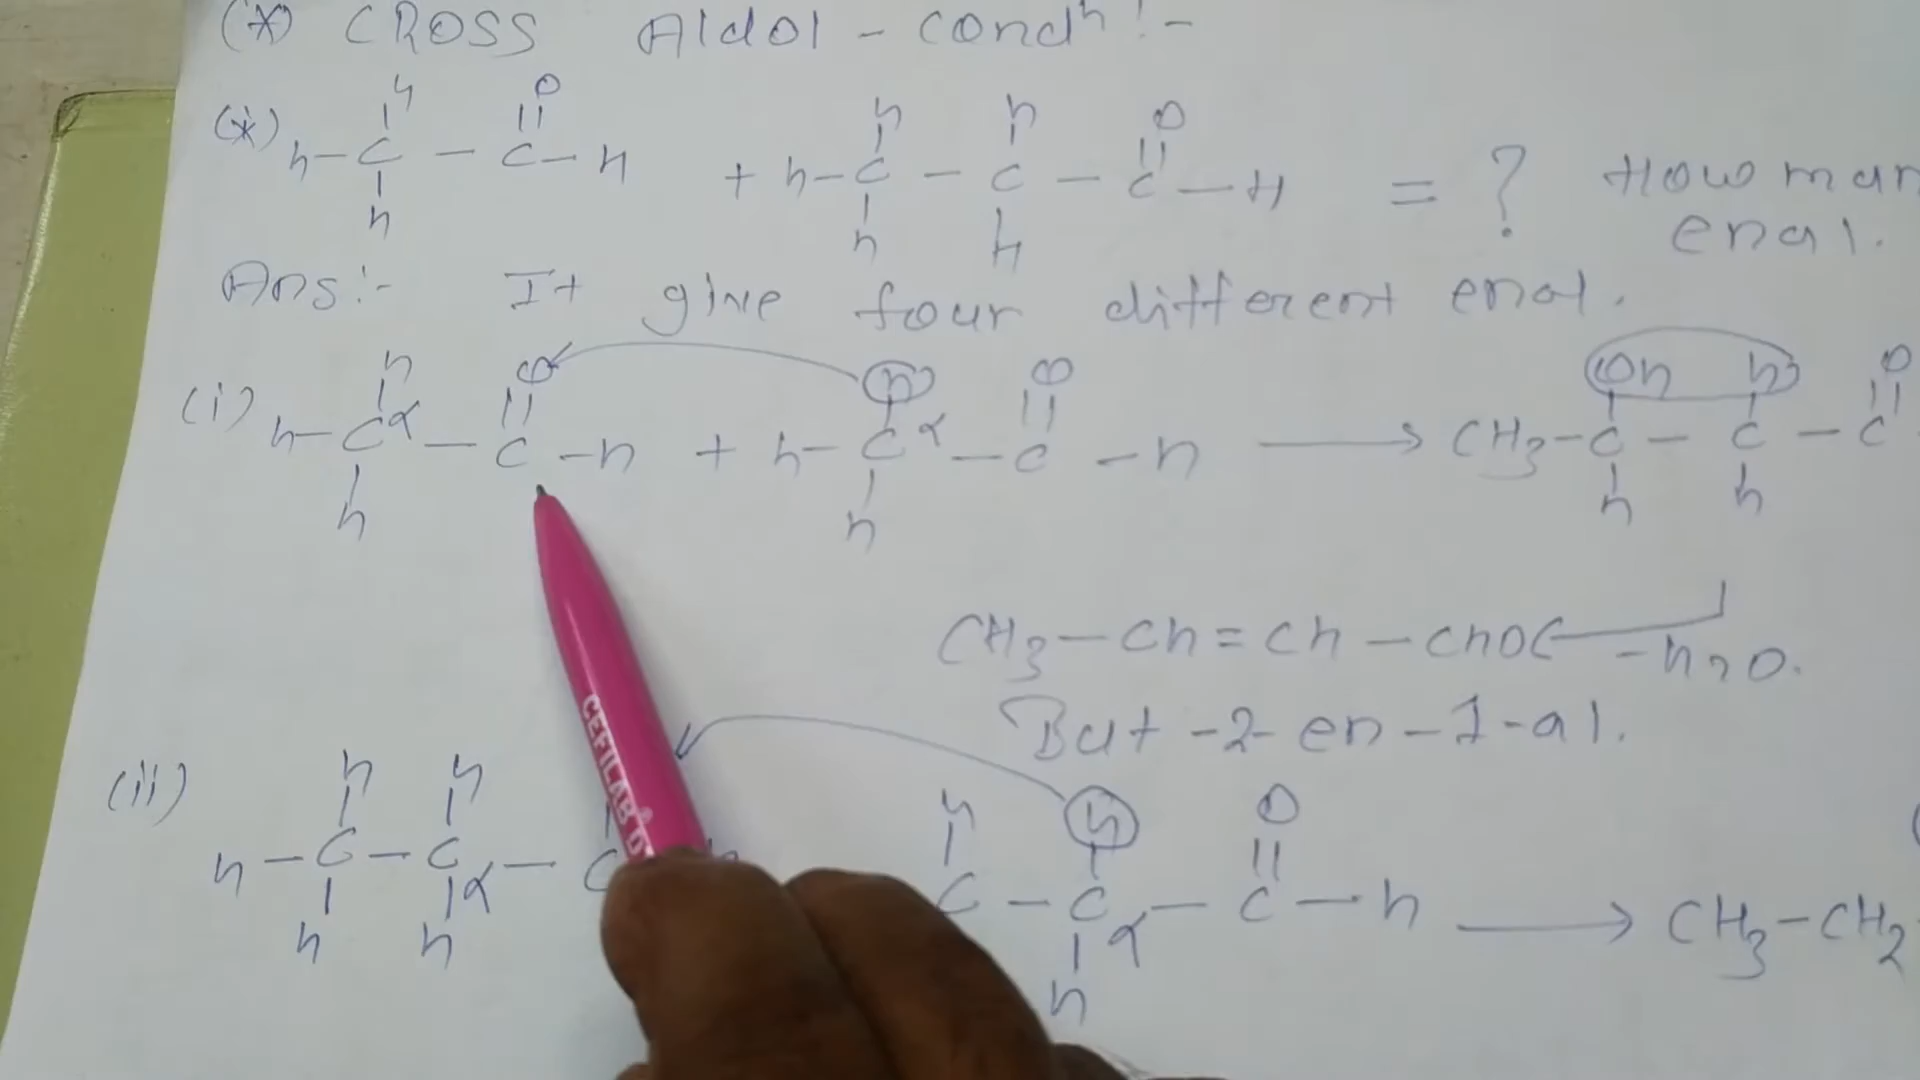 (*) CROSS Aldol - condn :-
(*) h-C-C-H + h-C-C-C-H = ? How man
enal.
Ans:- It give four different enal.
(i) h-Cα-C-h + h-Cα-C-h → CH3-C-C-C
CH3-Ch=Ch-ChO -h2O.
But-2-en-1-al.
(ii) h-C-Cα-C C-Cα-C-h → CH3-CH2
CEFILAB